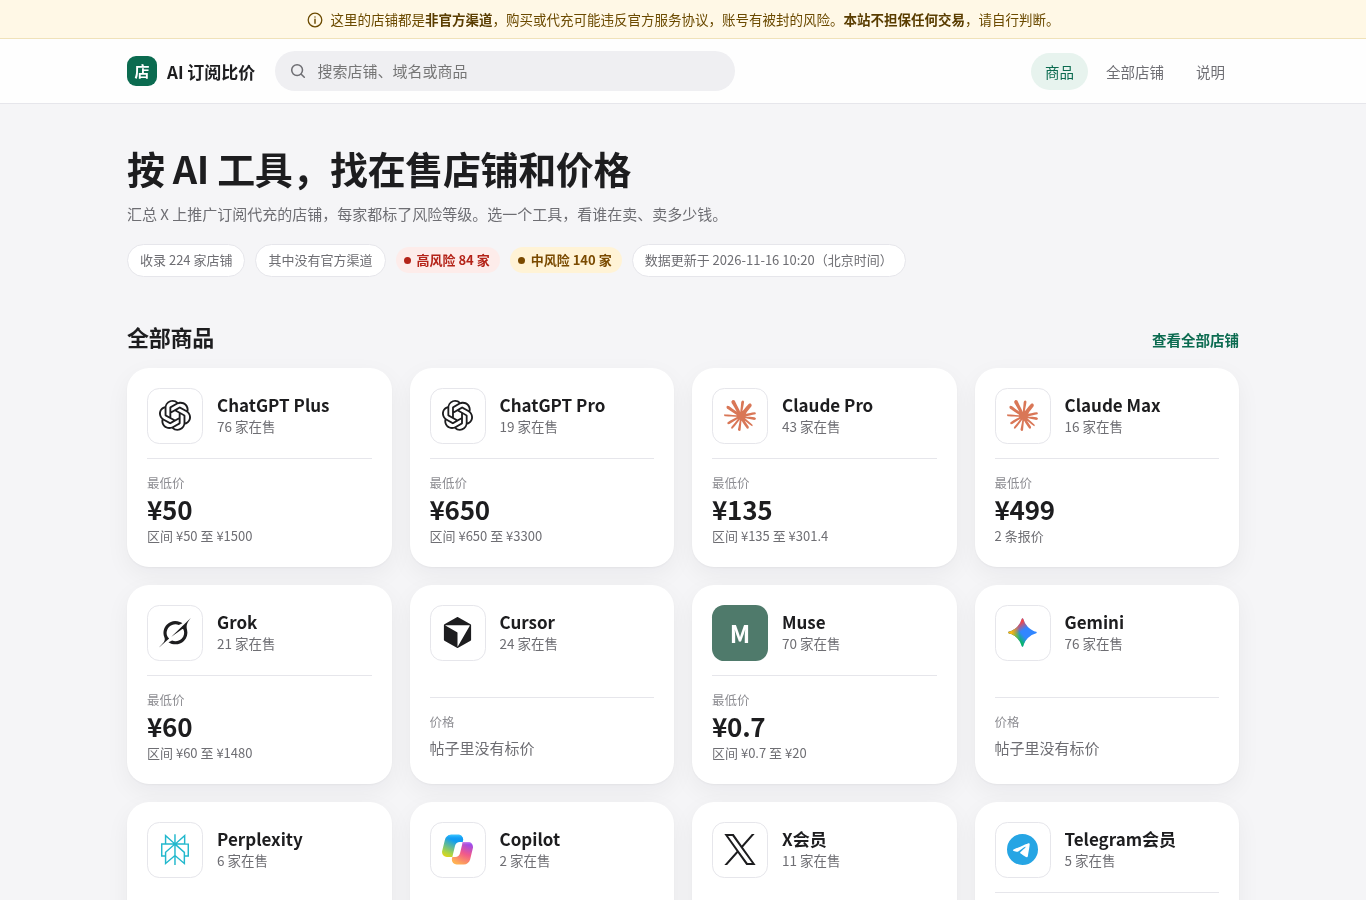 这里的店铺都是非官方渠道，购买或代充可能违反官方服务协议，账号有被封的风险。本站不担保任何交易，请自行判断。
店 AI 订阅比价
搜索店铺、域名或商品
商品 全部店铺 说明
按 AI 工具，找在售店铺和价格
汇总 X 上推广订阅代充的店铺，每家都标了风险等级。选一个工具，看谁在卖、卖多少钱。
收录 224 家店铺 其中没有官方渠道 高风险 84 家 中风险 140 家 数据更新于 2026-11-16 10:20（北京时间）
全部商品 查看全部店铺
ChatGPT Plus
76 家在售
最低价
¥50
区间 ¥50 至 ¥1500
ChatGPT Pro
19 家在售
最低价
¥650
区间 ¥650 至 ¥3300
Claude Pro
43 家在售
最低价
¥135
区间 ¥135 至 ¥301.4
Claude Max
16 家在售
最低价
¥499
2 条报价
Grok
21 家在售
最低价
¥60
区间 ¥60 至 ¥1480
Cursor
24 家在售
价格
帖子里没有标价
M
Muse
70 家在售
最低价
¥0.7
区间 ¥0.7 至 ¥20
Gemini
76 家在售
价格
帖子里没有标价
Perplexity
6 家在售
Copilot
2 家在售
X会员
11 家在售
Telegram会员
5 家在售